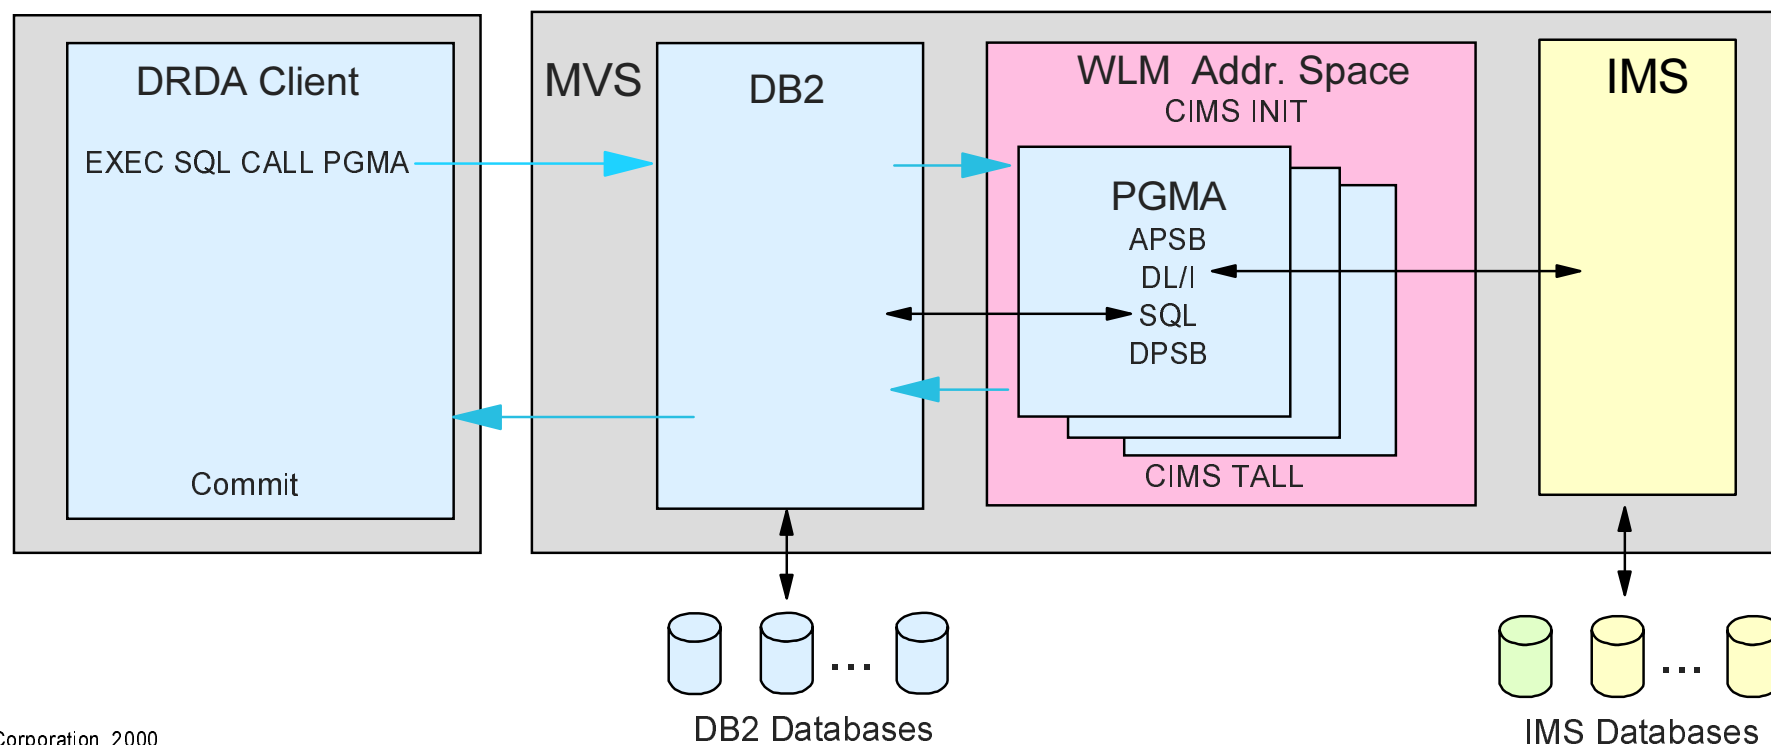 DRDA Client
EXEC SQL CALL PGMA
Commit
MVS
DB2
WLM Addr. Space
CIMS INIT
PGMA
APSB
DL/I
SQL
DPSB
CIMS TALL
IMS
...
DB2 Databases
...
IMS Databases
Corporation 2000